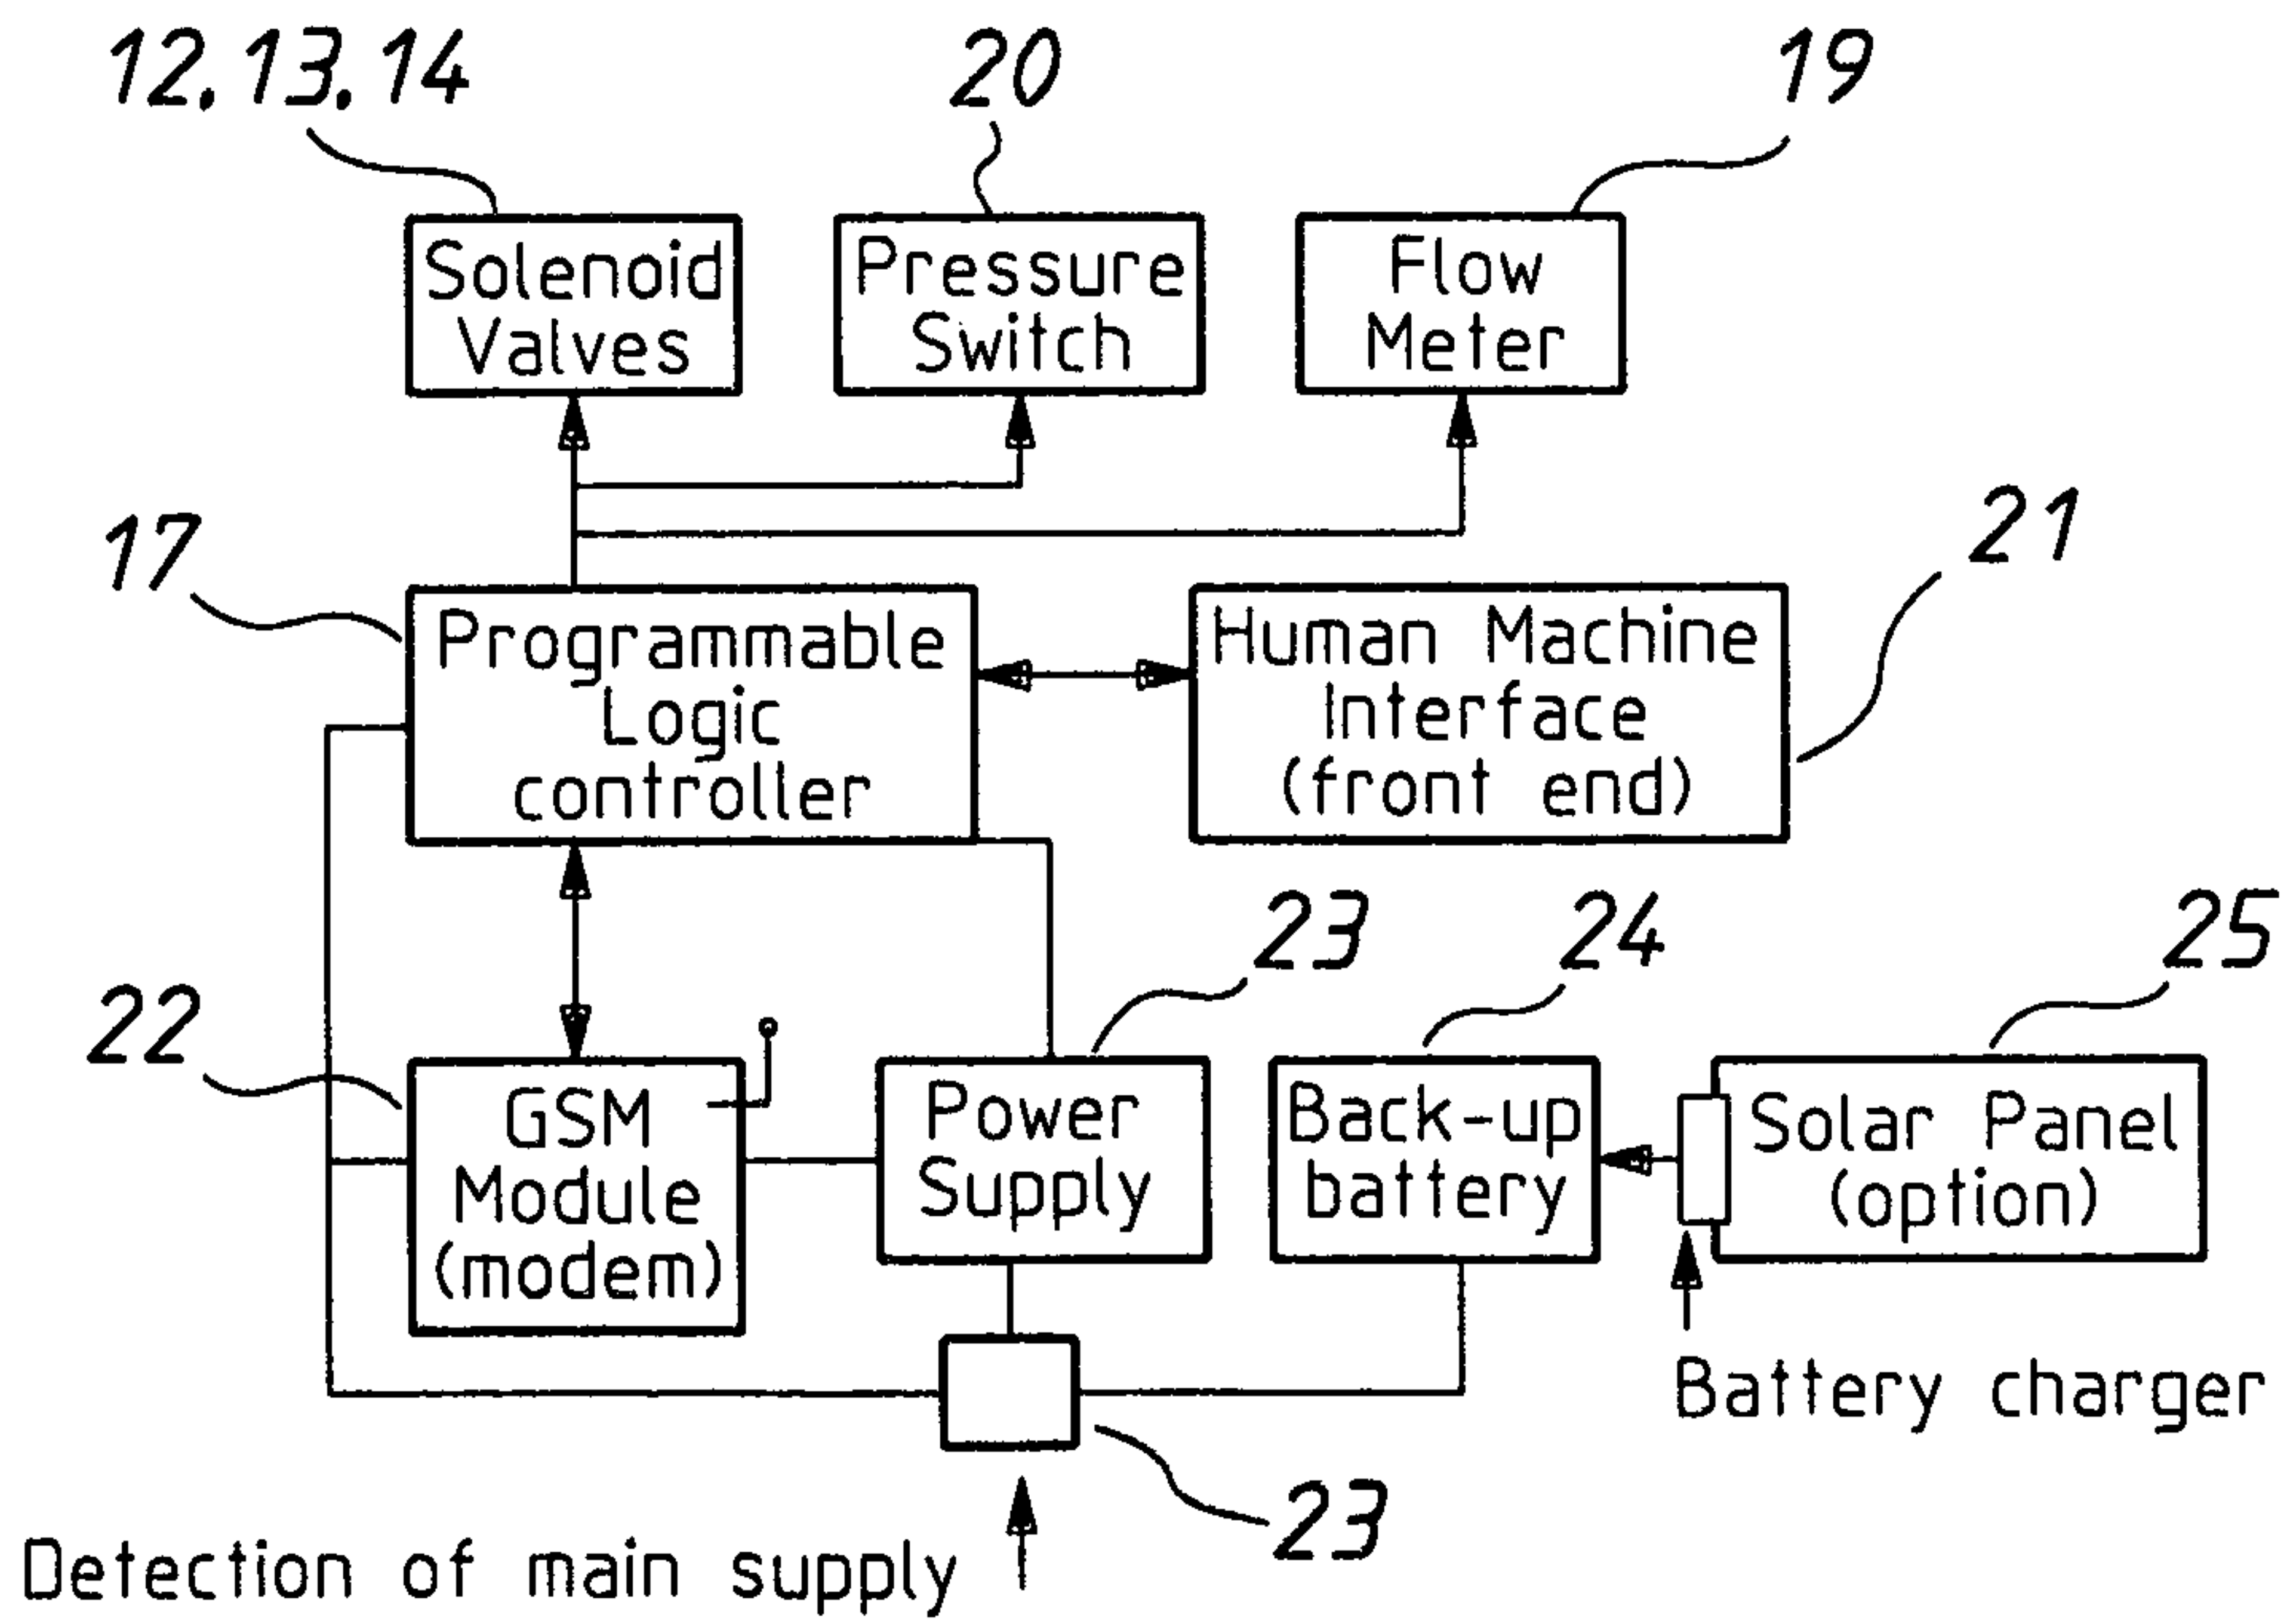 12,13,14
20
19
Solenoid
Valves
Pressure
Switch
Flow
Meter
17
21
Programmable
Logic
controller
Human Machine
Interface
(front end)
23
24
25
22
GSM
Module
(modem)
Power
Supply
Back-up
battery
Solar Panel
(option)
Battery charger
23
Detection of main supply